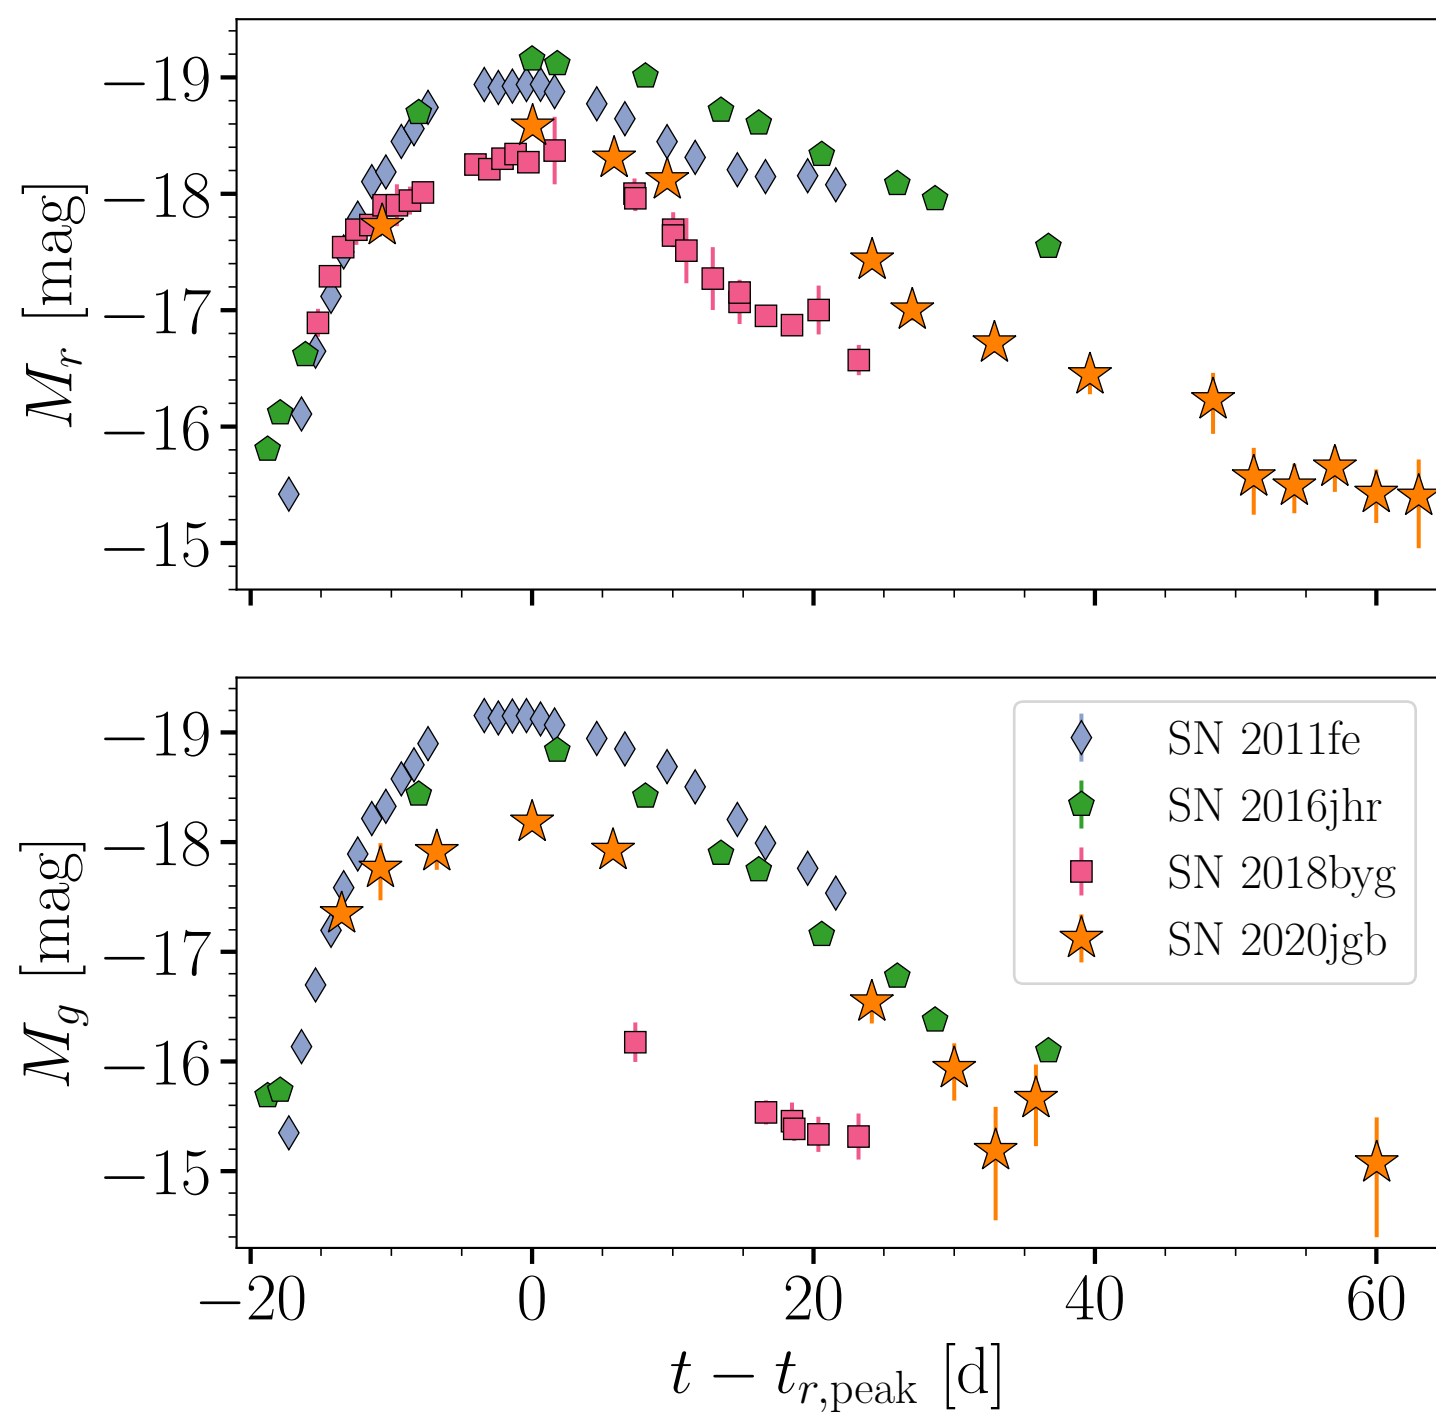 −19
−18
−17
−16
−15
M_r [mag]
−19
−18
−17
−16
−15
M_g [mag]
SN 2011fe
SN 2016jhr
SN 2018byg
SN 2020jgb
−20 0 20 40 60
t − t_{r,peak} [d]